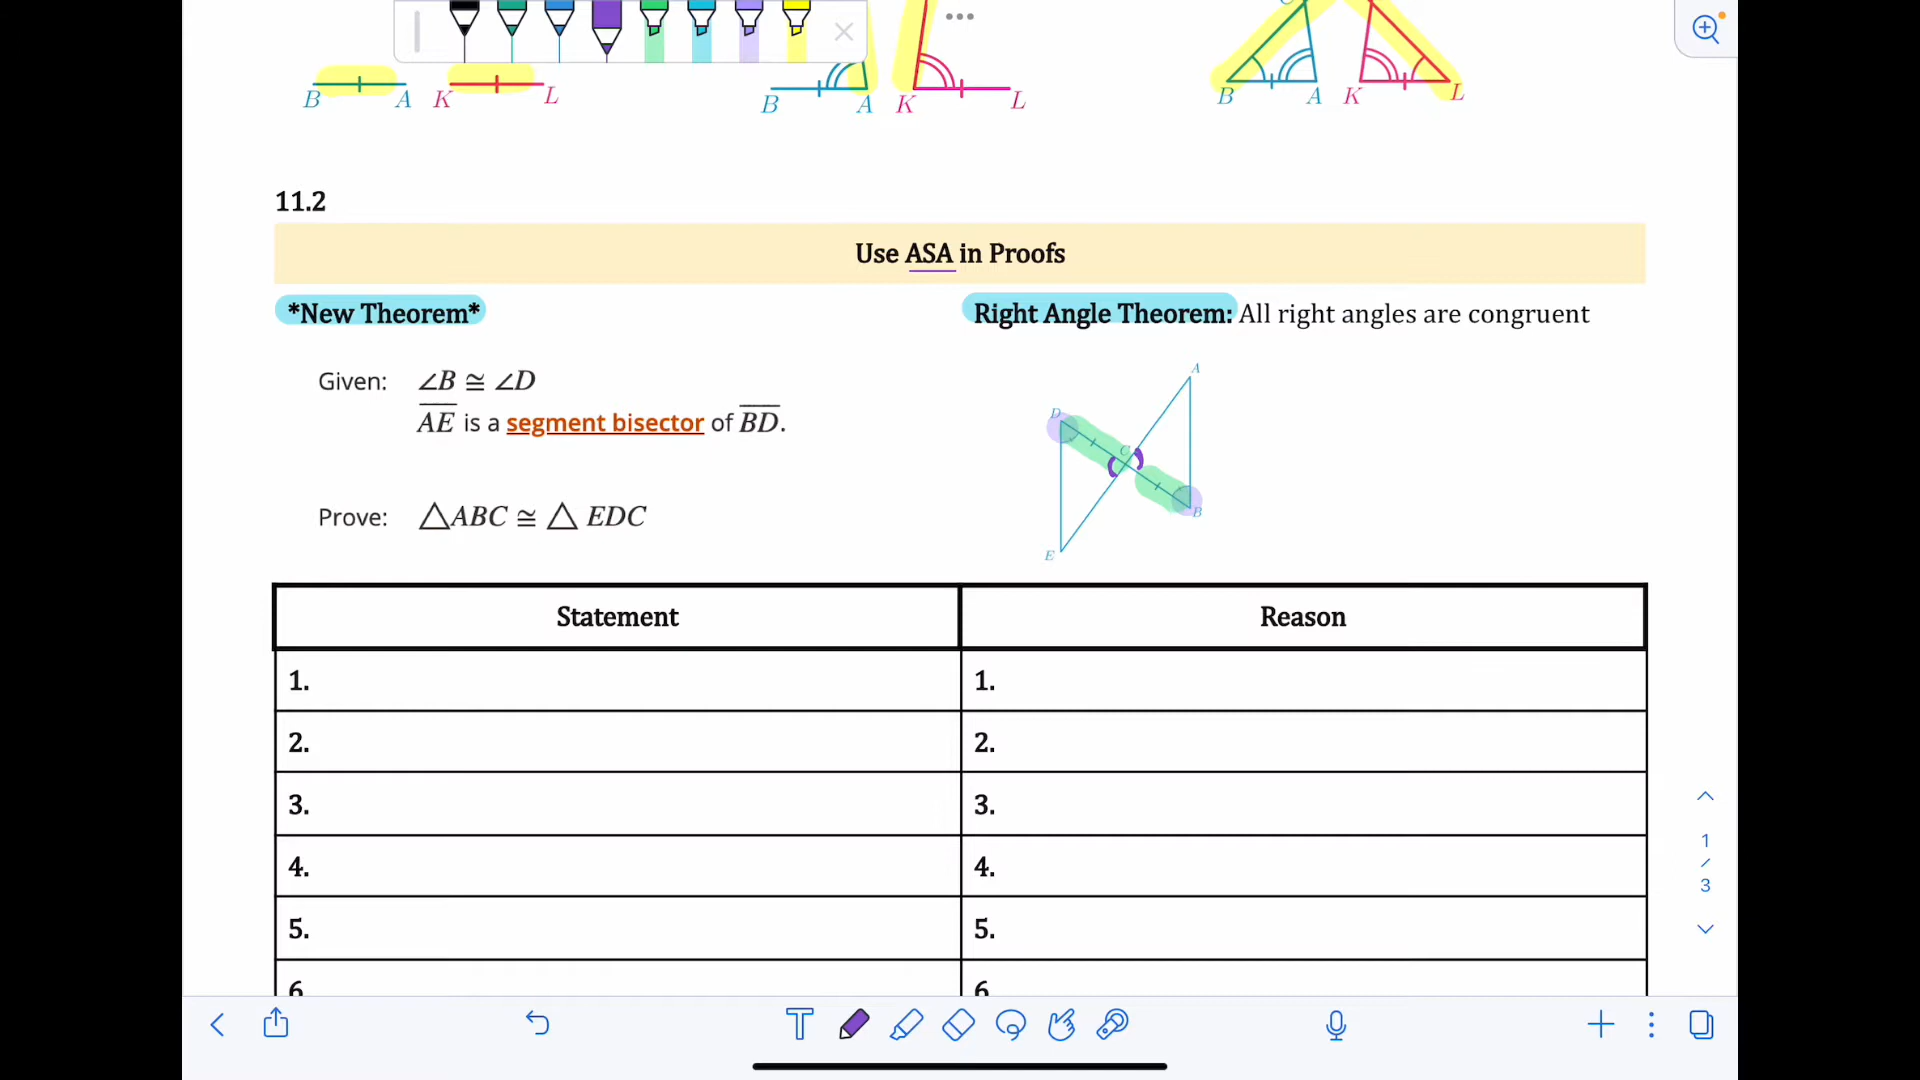 B A K L
B A K L
B A K L
11.2
Use ASA in Proofs
*New Theorem*
Right Angle Theorem: All right angles are congruent
Given: ∠B ≅ ∠D
AE is a segment bisector of BD.
Prove: △ABC ≅ △ EDC
A
D
C
B
E
Statement Reason
1. 1.
2. 2.
3. 3.
4. 4.
5. 5.
6 6
1
/
3